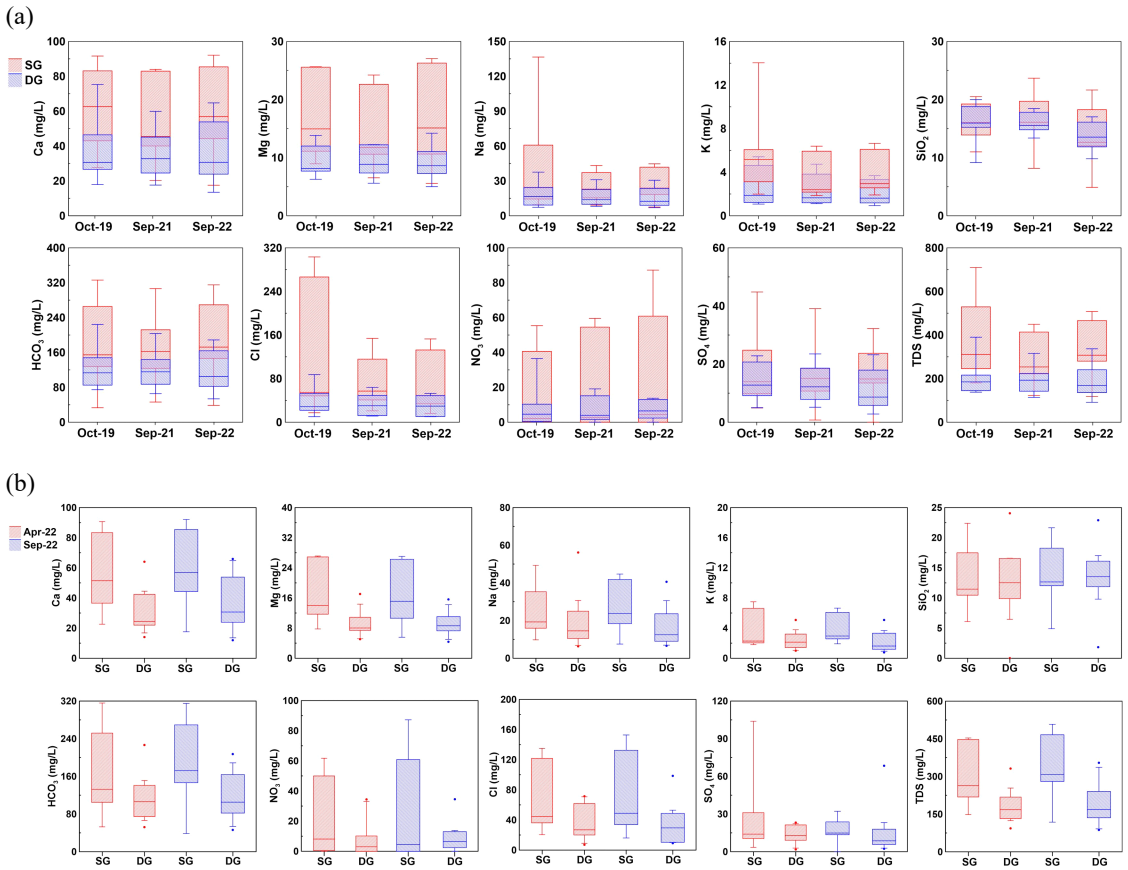 (a)
SG
DG
Ca (mg/L)
100
80
60
40
20
0
Oct-19 Sep-21 Sep-22
Mg (mg/L)
30
20
10
0
Oct-19 Sep-21 Sep-22
Na (mg/L)
150
120
90
60
30
0
Oct-19 Sep-21 Sep-22
K (mg/L)
16
12
8
4
0
Oct-19 Sep-21 Sep-22
SiO2 (mg/L)
30
20
10
0
Oct-19 Sep-21 Sep-22
HCO3 (mg/L)
400
320
240
160
80
0
Oct-19 Sep-21 Sep-22
Cl (mg/L)
320
240
160
80
0
Oct-19 Sep-21 Sep-22
NO3 (mg/L)
100
80
60
40
20
0
Oct-19 Sep-21 Sep-22
SO4 (mg/L)
60
40
20
0
Oct-19 Sep-21 Sep-22
TDS (mg/L)
800
600
400
200
0
Oct-19 Sep-21 Sep-22
(b)
Apr-22
Sep-22
Ca (mg/L)
100
80
60
40
20
0
SG DG SG DG
Mg (mg/L)
40
32
24
16
8
0
SG DG SG DG
Na (mg/L)
80
60
40
20
0
SG DG SG DG
K (mg/L)
20
15
10
5
0
SG DG SG DG
SiO2 (mg/L)
25
20
15
10
5
0
SG DG SG DG
HCO3 (mg/L)
320
240
160
80
0
SG DG SG DG
NO3 (mg/L)
100
80
60
40
20
0
SG DG SG DG
Cl (mg/L)
200
160
120
80
40
0
SG DG SG DG
SO4 (mg/L)
120
90
60
30
0
SG DG SG DG
TDS (mg/L)
600
450
300
150
0
SG DG SG DG